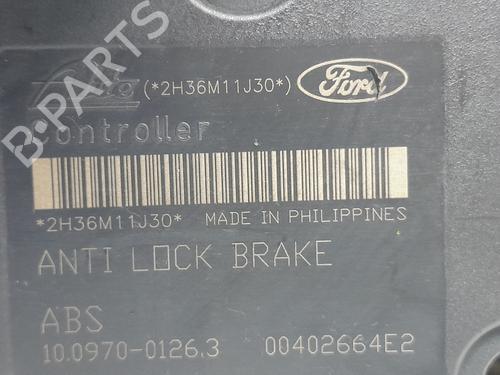 B-PARTS
(*2H36M11J30*) Ford
Controller
*2H36M11J30* MADE IN PHILIPPINES
ANTI LOCK BRAKE
ABS
10.0970-0126.3 00402664E2